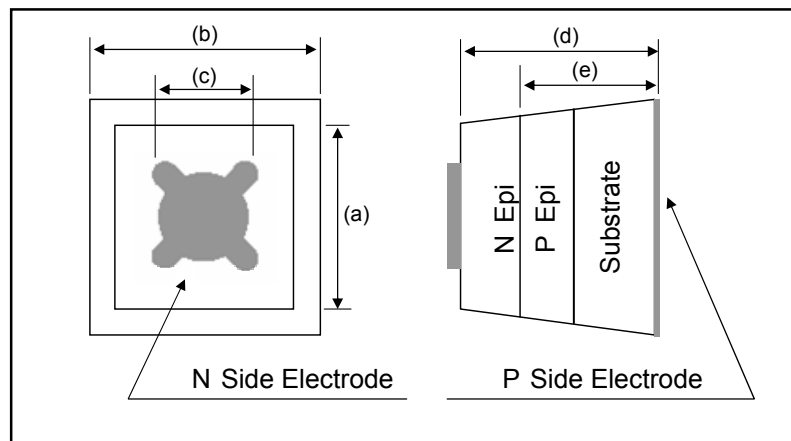 (b)
(c)
(a)
N Side Electrode
(d)
(e)
N Epi
P Epi
Substrate
P Side Electrode